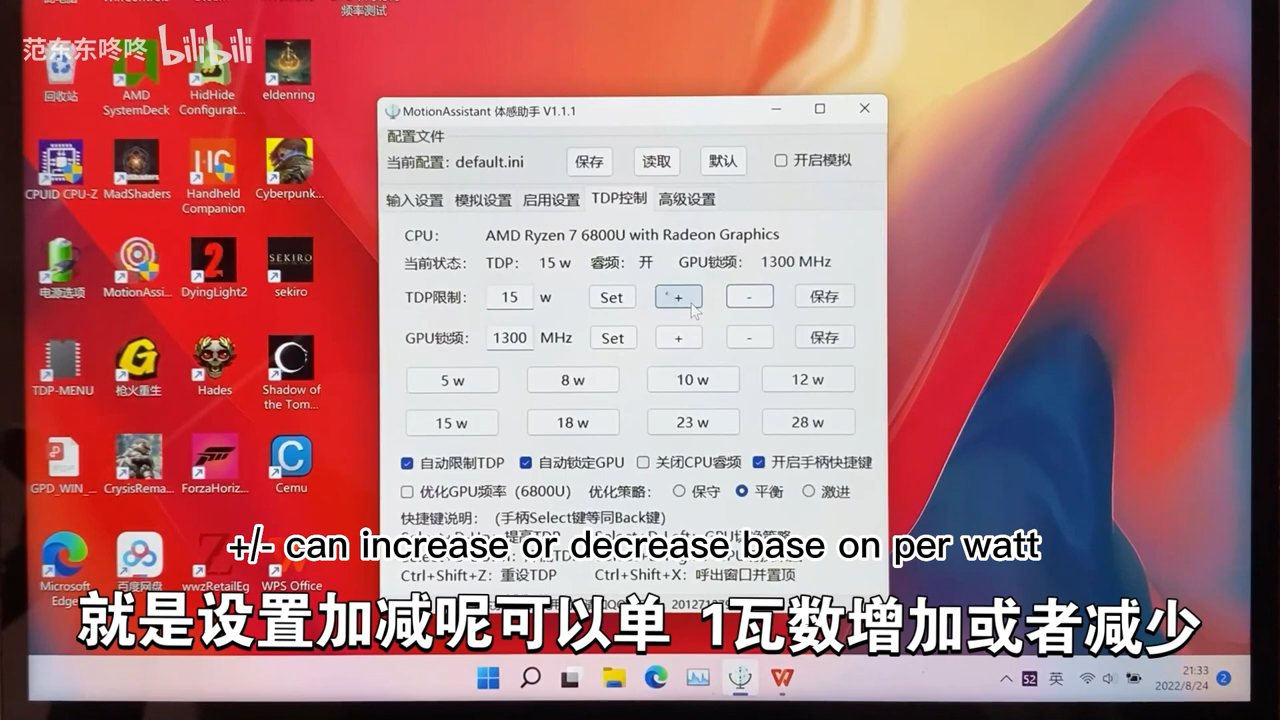 频率测试
范东东咚咚 bilibili
回收站
AMD SystemDeck
HidHide Configurat...
eldenring
MotionAssistant 体感助手 V1.1.1
配置文件
当前配置: default.ini 保存 读取 默认 开启模拟
CPUID CPU-Z
MadShaders
Handheld Companion
Cyberpunk...
输入设置 模拟设置 启用设置 TDP控制 高级设置
CPU: AMD Ryzen 7 6800U with Radeon Graphics
当前状态: TDP: 15 w 睿频: 开 GPU锁频: 1300 MHz
电源选项
MotionAssi...
DyingLight2
SEKIRO
sekiro
TDP限制: 15 w Set + - 保存
GPU锁频: 1300 MHz Set + - 保存
TDP-MENU
枪火重生
Hades
Shadow of the Tom...
5 w 8 w 10 w 12 w
15 w 18 w 23 w 28 w
自动限制TDP 自动锁定GPU 关闭CPU睿频 开启手柄快捷键
GPD_WIN_...
CrysisRema...
ForzaHoriz...
Cemu
优化GPU频率 (6800U) 优化策略: 保守 平衡 激进
快捷键说明: (手柄Select键等同Back键)
+/- can increase or decrease base on per watt
Ctrl+Shift+Z: 重设TDP Ctrl+Shift+X: 呼出窗口并置顶
Microsoft Edge
百度网盘
wwzRetailEg
WPS Office
就是设置加减呢可以单 1瓦数增加或者减少
52 英 21:33
2022/8/24 2